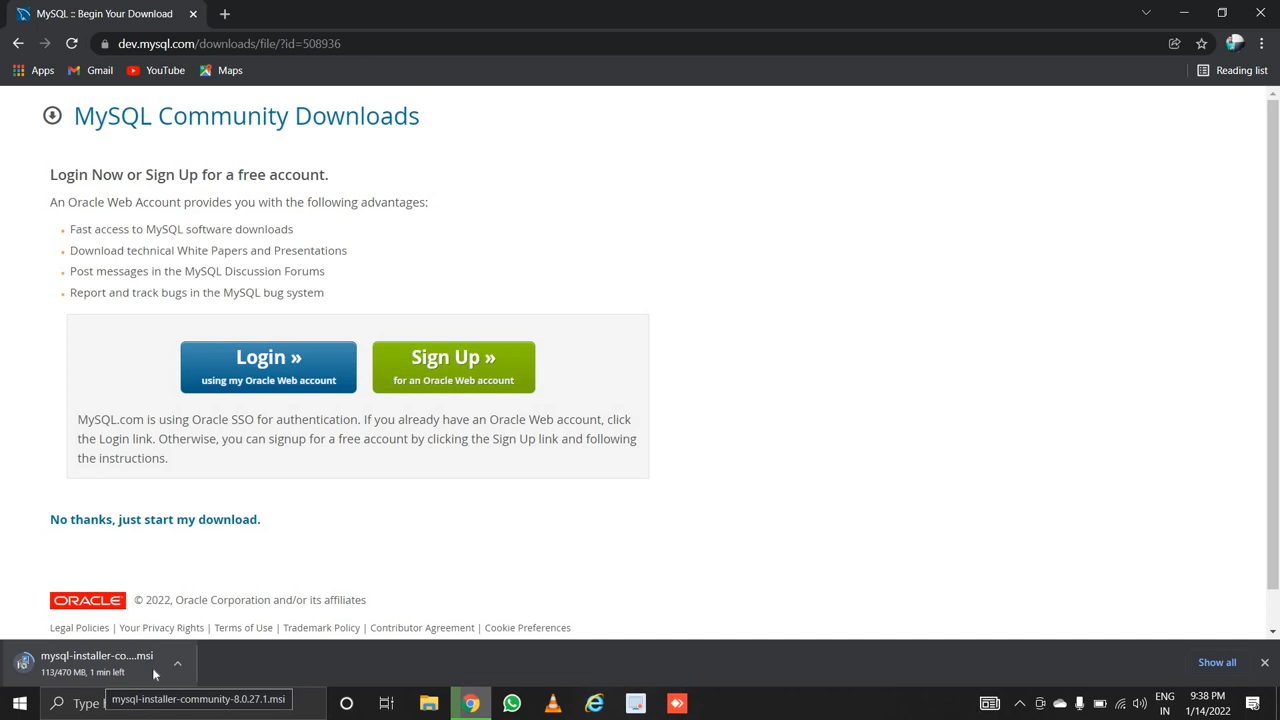 MySQL :: Begin Your Download
dev.mysql.com/downloads/file/?id=508936
Apps Gmail YouTube Maps Reading list
MySQL Community Downloads
Login Now or Sign Up for a free account.
An Oracle Web Account provides you with the following advantages:
Fast access to MySQL software downloads
Download technical White Papers and Presentations
Post messages in the MySQL Discussion Forums
Report and track bugs in the MySQL bug system
Login »
using my Oracle Web account
Sign Up »
for an Oracle Web account
MySQL.com is using Oracle SSO for authentication. If you already have an Oracle Web account, click
the Login link. Otherwise, you can signup for a free account by clicking the Sign Up link and following
the instructions.
No thanks, just start my download.
ORACLE © 2022, Oracle Corporation and/or its affiliates
Legal Policies | Your Privacy Rights | Terms of Use | Trademark Policy | Contributor Agreement | Cookie Preferences
mysql-installer-co....msi
113/470 MB, 1 min left
Show all
Type
mysql-installer-community-8.0.27.1.msi
ENG
IN
9:38 PM
1/14/2022